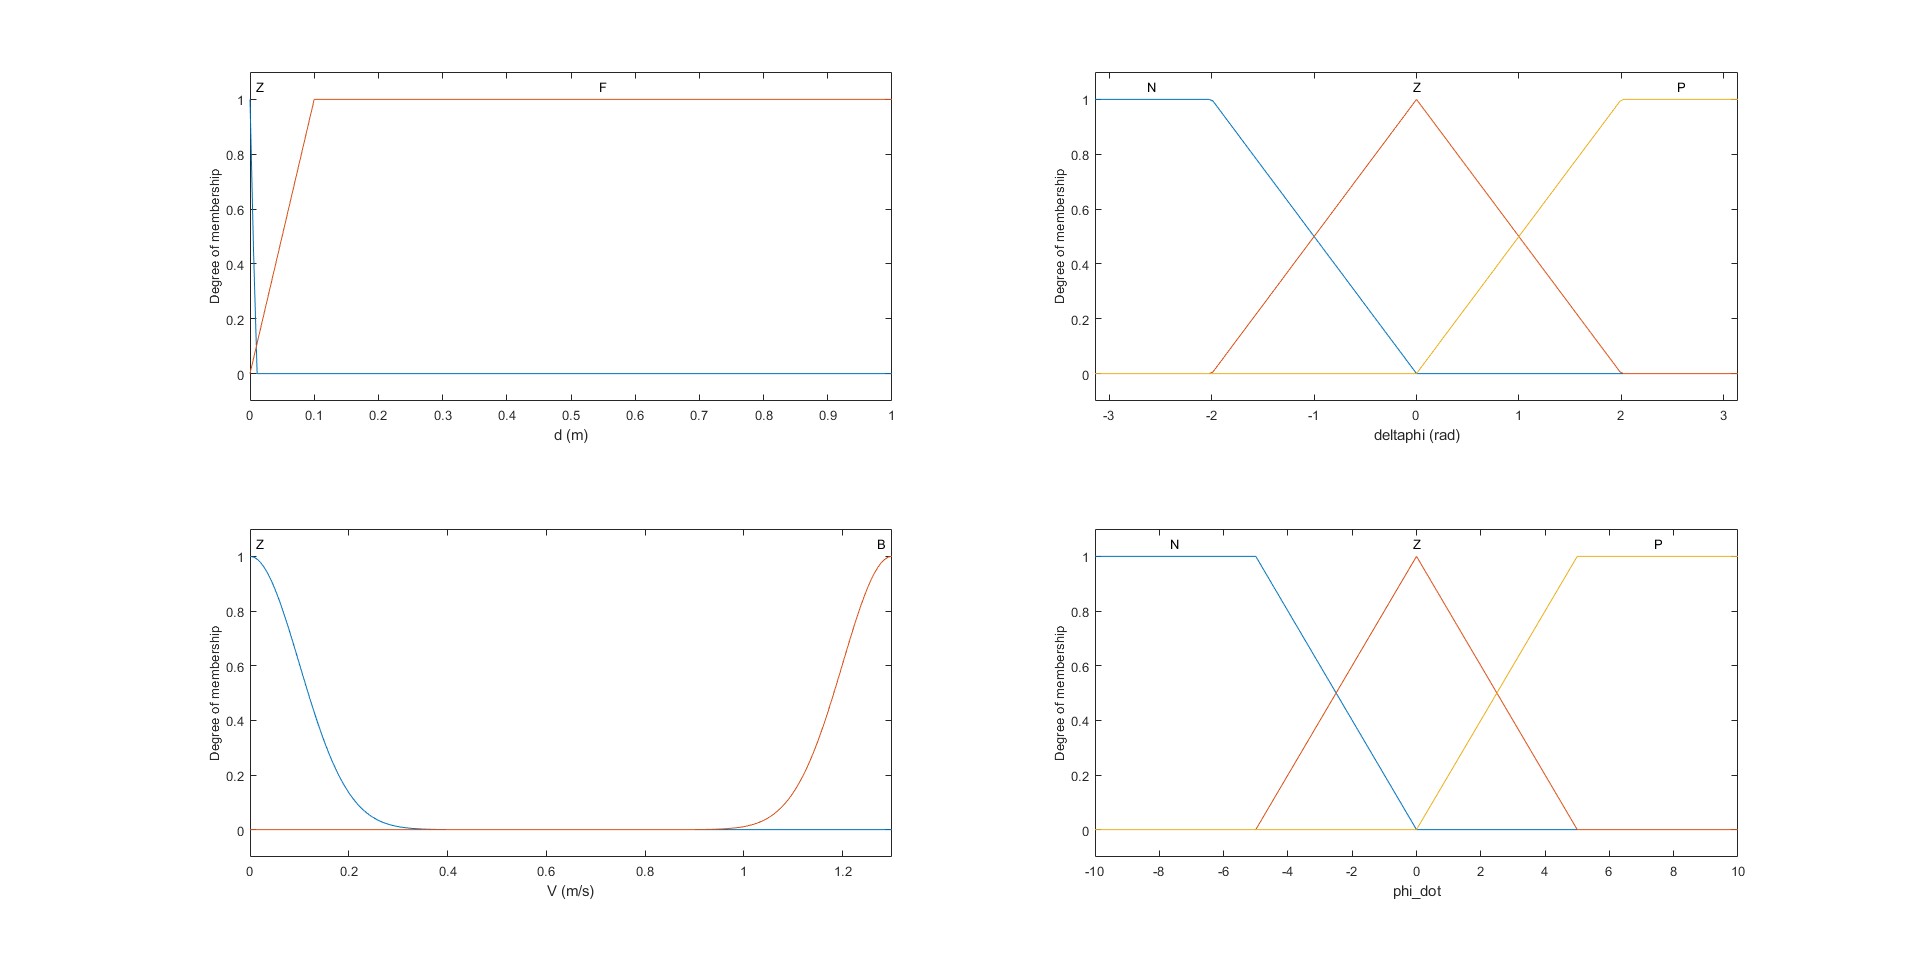 Z F
1
0.8
0.6
0.4
0.2
0
Degree of membership
0 0.1 0.2 0.3 0.4 0.5 0.6 0.7 0.8 0.9 1
d (m)
N Z P
1
0.8
0.6
0.4
0.2
0
Degree of membership
-3 -2 -1 0 1 2 3
deltaphi (rad)
Z B
1
0.8
0.6
0.4
0.2
0
Degree of membership
0 0.2 0.4 0.6 0.8 1 1.2
V (m/s)
N Z P
1
0.8
0.6
0.4
0.2
0
Degree of membership
-10 -8 -6 -4 -2 0 2 4 6 8 10
phi_dot